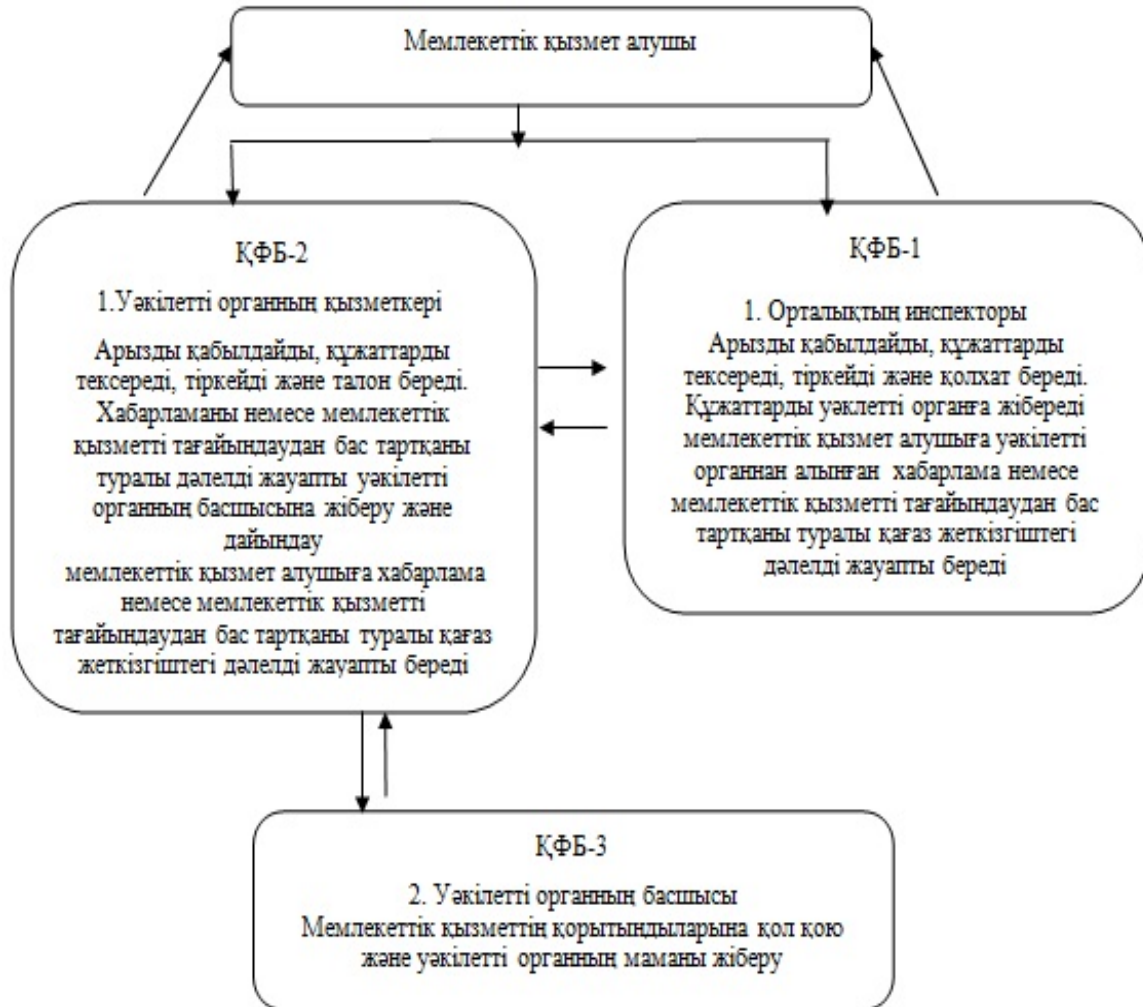 Мемлекеттік қызмет алушы
ҚФБ-2
1.Уәкілетті органның қызметкері
Арызды қабылдайды, құжаттарды
тексереді, тіркейді және талон береді.
Хабарламаны немесе мемлекеттік
қызметті тағайындаудан бас тартқаны
туралы дәлелді жауапты уәкілетті
органның басшысына жіберу және
дайындау
мемлекеттік қызмет алушыға хабарлама
немесе мемлекеттік қызметті
тағайындаудан бас тартқаны туралы қағаз
жеткізгіштегі дәлелді жауапты береді
ҚФБ-1
1. Орталықтың инспекторы
Арызды қабылдайды, құжаттарды
тексереді, тіркейді және қолхат береді.
Құжаттарды уәклетті органға жібереді
мемлекеттік қызмет алушыға уәкілетті
органнан алынған хабарлама немесе
мемлекеттік қызметті тағайындаудан бас
тартқаны туралы қағаз жеткізгіштегі
дәлелді жауапты береді
ҚФБ-3
2. Уәкілетті органның басшысы
Мемлекеттік қызметтің қорытындыларына қол қою
және уәкілетті органның маманы жіберу